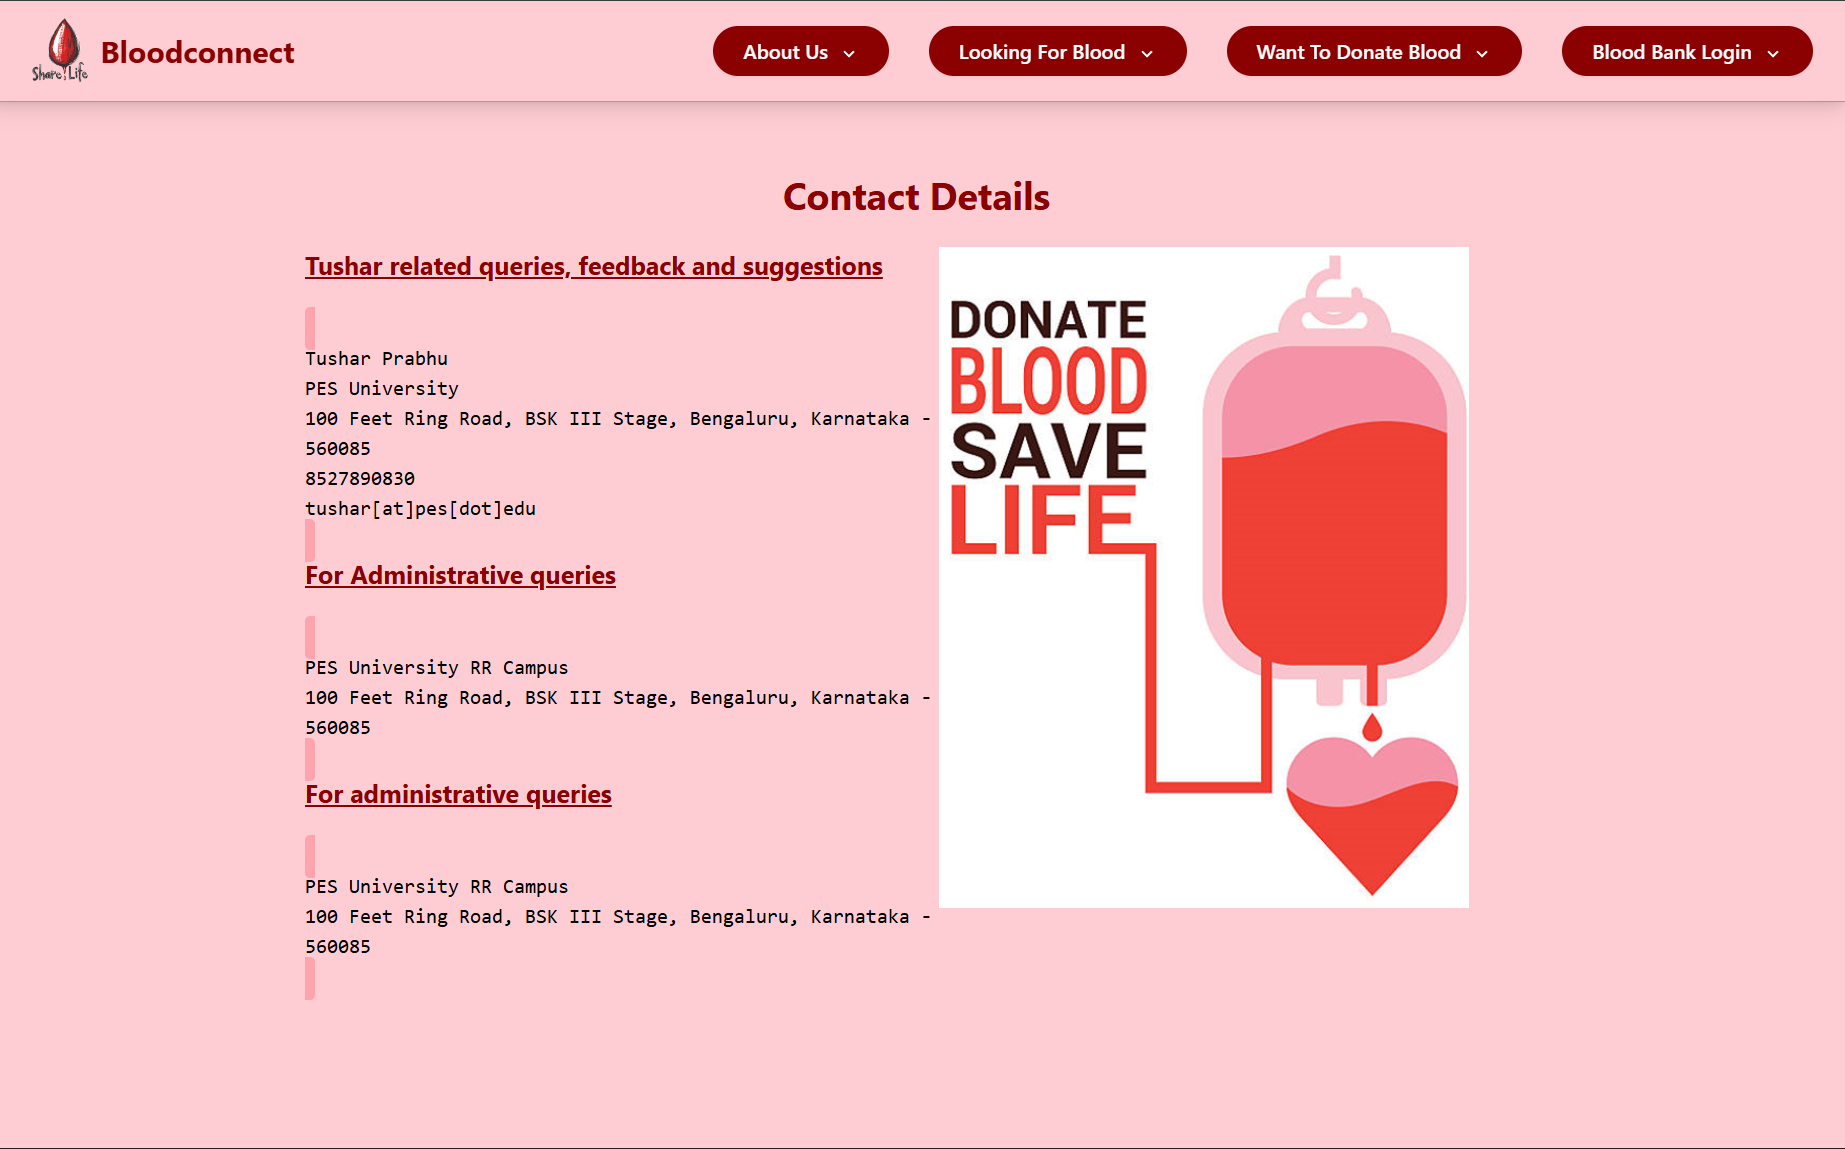 Share Life
Bloodconnect
About Us
Looking For Blood
Want To Donate Blood
Blood Bank Login
Contact Details
Tushar related queries, feedback and suggestions
Tushar Prabhu
PES University
100 Feet Ring Road, BSK III Stage, Bengaluru, Karnataka -
560085
8527890830
tushar[at]pes[dot]edu
For Administrative queries
PES University RR Campus
100 Feet Ring Road, BSK III Stage, Bengaluru, Karnataka -
560085
For administrative queries
PES University RR Campus
100 Feet Ring Road, BSK III Stage, Bengaluru, Karnataka -
560085
DONATE
BLOOD
SAVE
LIFE